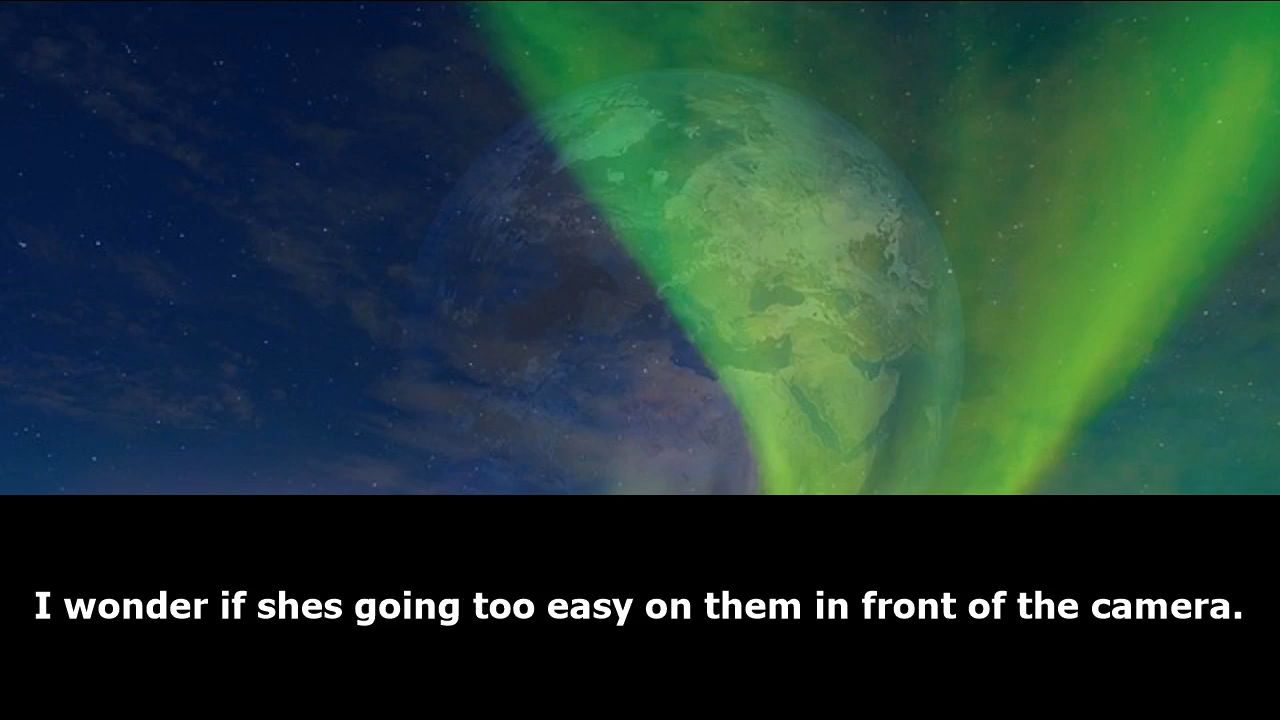 I wonder if shes going too easy on them in front of the camera.